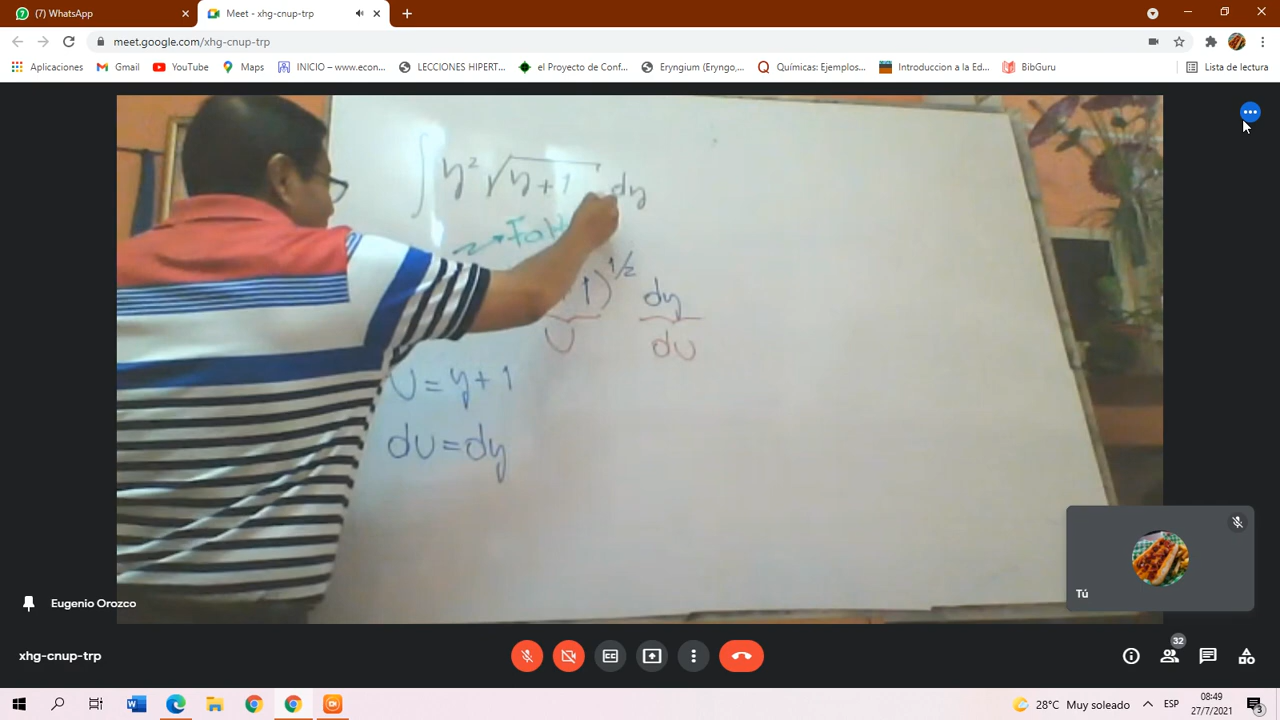 WhatsApp
Meet - xhg-cnup-trp
meet.google.com/xhg-cnup-trp
Aplicaciones
Gmail
YouTube
Maps
INICIO – www.econ...
LECCIONES HIPERT...
el Proyecto de Conf...
Eryngium (Eryngo,...
Químicas: Ejemplos...
Introduccion a la Ed...
BibGuru
Lista de lectura
∫ y² √y+1 dy
1)^1/2 dy
U du
U = y + 1
du = dy
Tú
Eugenio Orozco
xhg-cnup-trp
32
28°C Muy soleado
ESP
08:49
27/7/2021
3